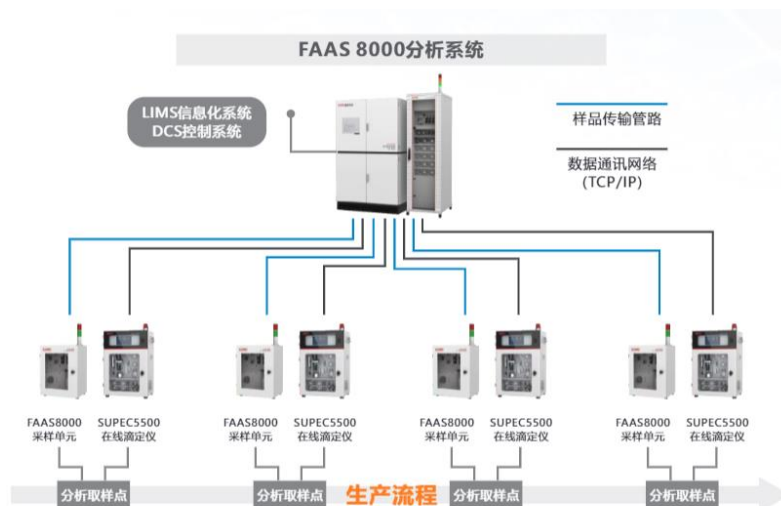 FAAS 8000分析系统
LIMS信息化系统
DCS控制系统
样品传输管路
数据通讯网络
(TCP/IP)
FAAS8000
采样单元
SUPEC5500
在线滴定仪
FAAS8000
采样单元
SUPEC5500
在线滴定仪
FAAS8000
采样单元
SUPEC5500
在线滴定仪
FAAS8000
采样单元
SUPEC5500
在线滴定仪
分析取样点
分析取样点
生产流程
分析取样点
分析取样点